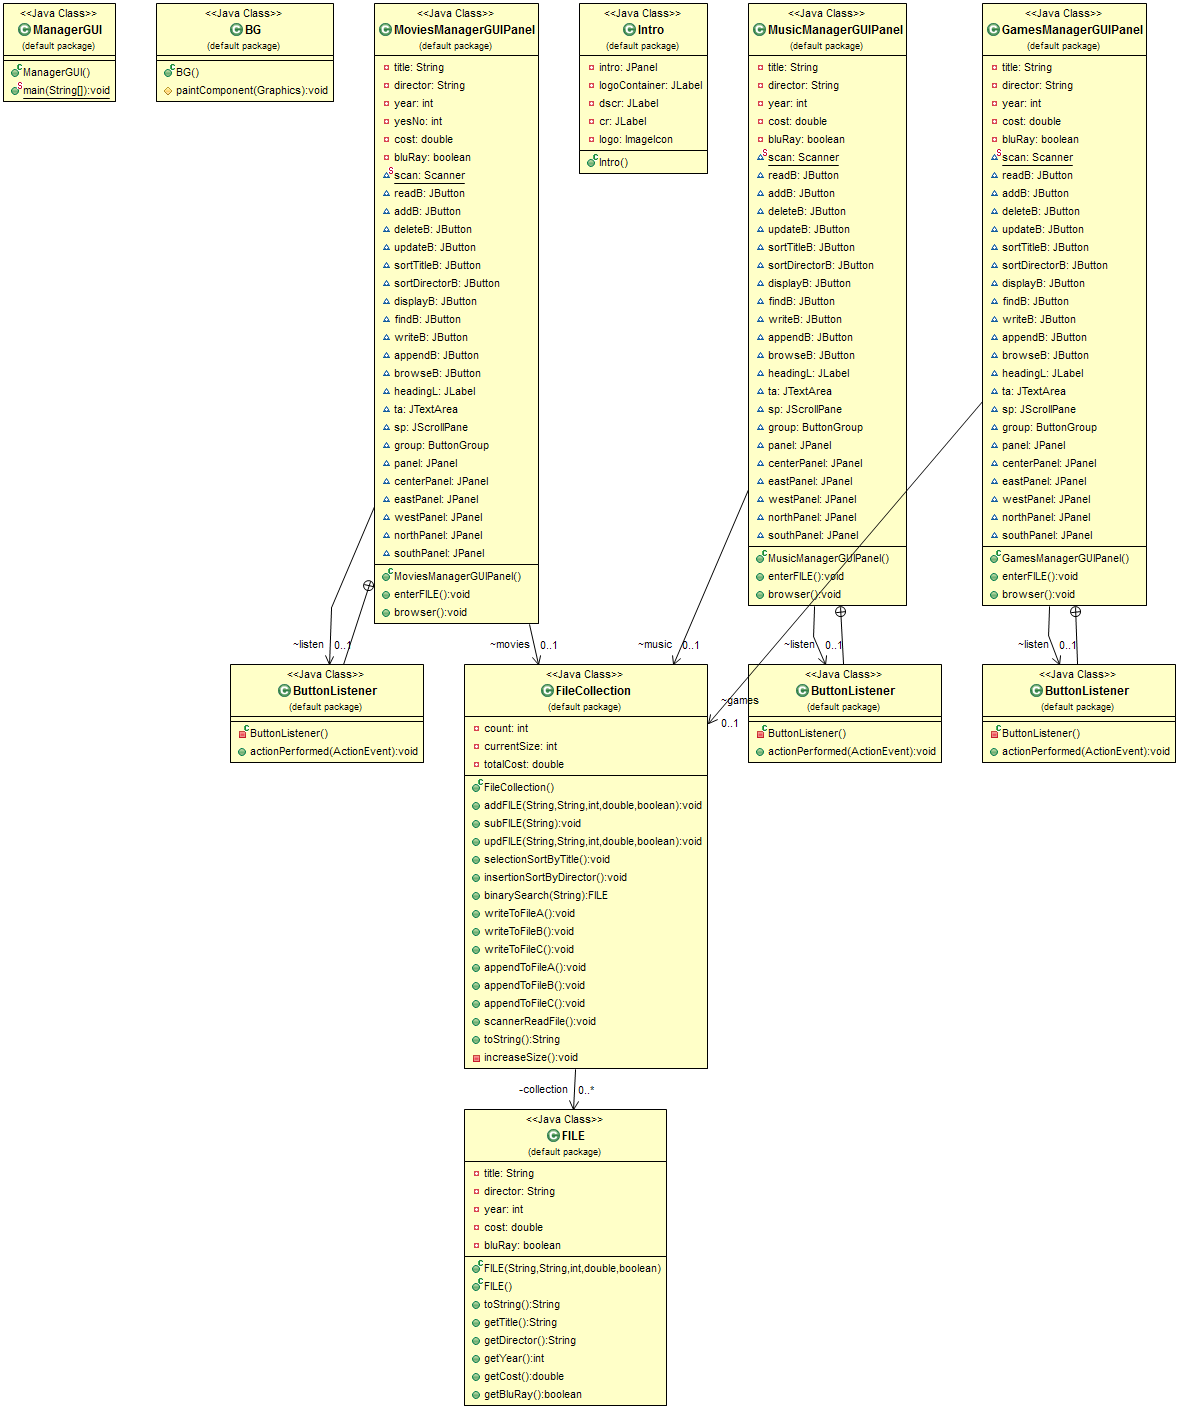 <<Java Class>>
ManagerGUI
(default package)
ManagerGUI()
main(String[]):void
<<Java Class>>
BG
(default package)
BG()
paintComponent(Graphics):void
<<Java Class>>
MoviesManagerGUIPanel
(default package)
title: String
director: String
year: int
yesNo: int
cost: double
bluRay: boolean
scan: Scanner
readB: JButton
addB: JButton
deleteB: JButton
updateB: JButton
sortTitleB: JButton
sortDirectorB: JButton
displayB: JButton
findB: JButton
writeB: JButton
appendB: JButton
browseB: JButton
headingL: JLabel
ta: JTextArea
sp: JScrollPane
group: ButtonGroup
panel: JPanel
centerPanel: JPanel
eastPanel: JPanel
westPanel: JPanel
northPanel: JPanel
southPanel: JPanel
MoviesManagerGUIPanel()
enterFILE():void
browser():void
<<Java Class>>
Intro
(default package)
intro: JPanel
logoContainer: JLabel
dscr: JLabel
cr: JLabel
logo: ImageIcon
Intro()
<<Java Class>>
MusicManagerGUIPanel
(default package)
title: String
director: String
year: int
cost: double
bluRay: boolean
scan: Scanner
readB: JButton
addB: JButton
deleteB: JButton
updateB: JButton
sortTitleB: JButton
sortDirectorB: JButton
displayB: JButton
findB: JButton
writeB: JButton
appendB: JButton
browseB: JButton
headingL: JLabel
ta: JTextArea
sp: JScrollPane
group: ButtonGroup
panel: JPanel
centerPanel: JPanel
eastPanel: JPanel
westPanel: JPanel
northPanel: JPanel
southPanel: JPanel
MusicManagerGUIPanel()
enterFILE():void
browser():void
<<Java Class>>
GamesManagerGUIPanel
(default package)
title: String
director: String
year: int
cost: double
bluRay: boolean
scan: Scanner
readB: JButton
addB: JButton
deleteB: JButton
updateB: JButton
sortTitleB: JButton
sortDirectorB: JButton
displayB: JButton
findB: JButton
writeB: JButton
appendB: JButton
browseB: JButton
headingL: JLabel
ta: JTextArea
sp: JScrollPane
group: ButtonGroup
panel: JPanel
centerPanel: JPanel
eastPanel: JPanel
westPanel: JPanel
northPanel: JPanel
southPanel: JPanel
GamesManagerGUIPanel()
enterFILE():void
browser():void
~listen 0..1
~movies 0..1
~music 0..1
~listen 0..1
~listen 0..1
~games
0..1
<<Java Class>>
ButtonListener
(default package)
ButtonListener()
actionPerformed(ActionEvent):void
<<Java Class>>
FileCollection
(default package)
count: int
currentSize: int
totalCost: double
FileCollection()
addFILE(String,String,int,double,boolean):void
subFILE(String):void
updFILE(String,String,int,double,boolean):void
selectionSortByTitle():void
insertionSortByDirector():void
binarySearch(String):FILE
writeToFileA():void
writeToFileB():void
writeToFileC():void
appendToFileA():void
appendToFileB():void
appendToFileC():void
scannerReadFile():void
toString():String
increaseSize():void
<<Java Class>>
ButtonListener
(default package)
ButtonListener()
actionPerformed(ActionEvent):void
<<Java Class>>
ButtonListener
(default package)
ButtonListener()
actionPerformed(ActionEvent):void
-collection 0..*
<<Java Class>>
FILE
(default package)
title: String
director: String
year: int
cost: double
bluRay: boolean
FILE(String,String,int,double,boolean)
FILE()
toString():String
getTitle():String
getDirector():String
getYear():int
getCost():double
getBluRay():boolean